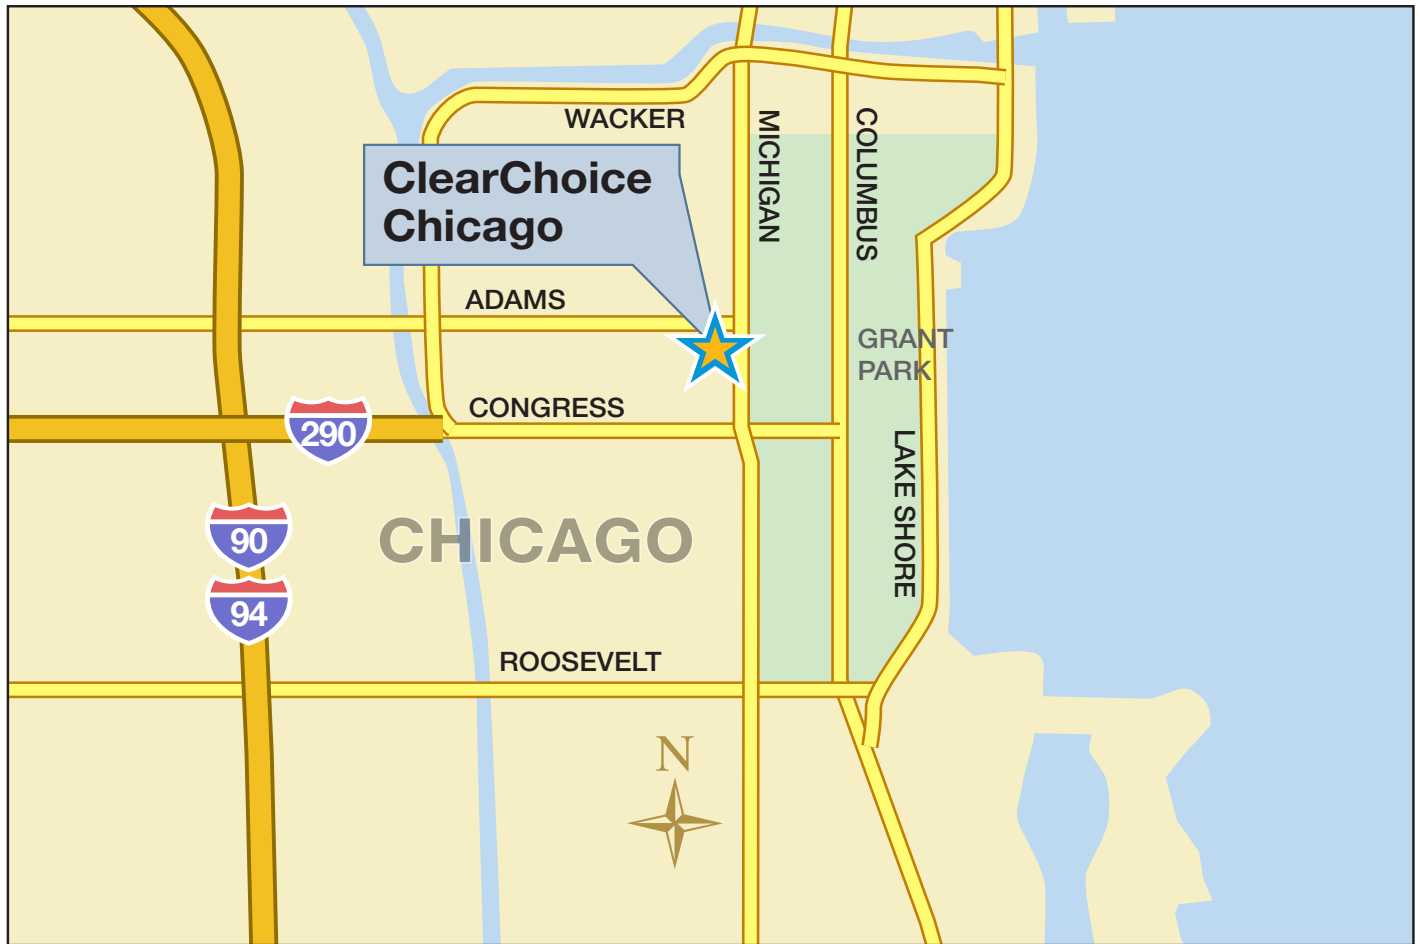 WACKER
MICHIGAN
COLUMBUS
ClearChoice
Chicago
ADAMS
GRANT
PARK
CONGRESS
290
LAKE SHORE
90
CHICAGO
94
ROOSEVELT
N